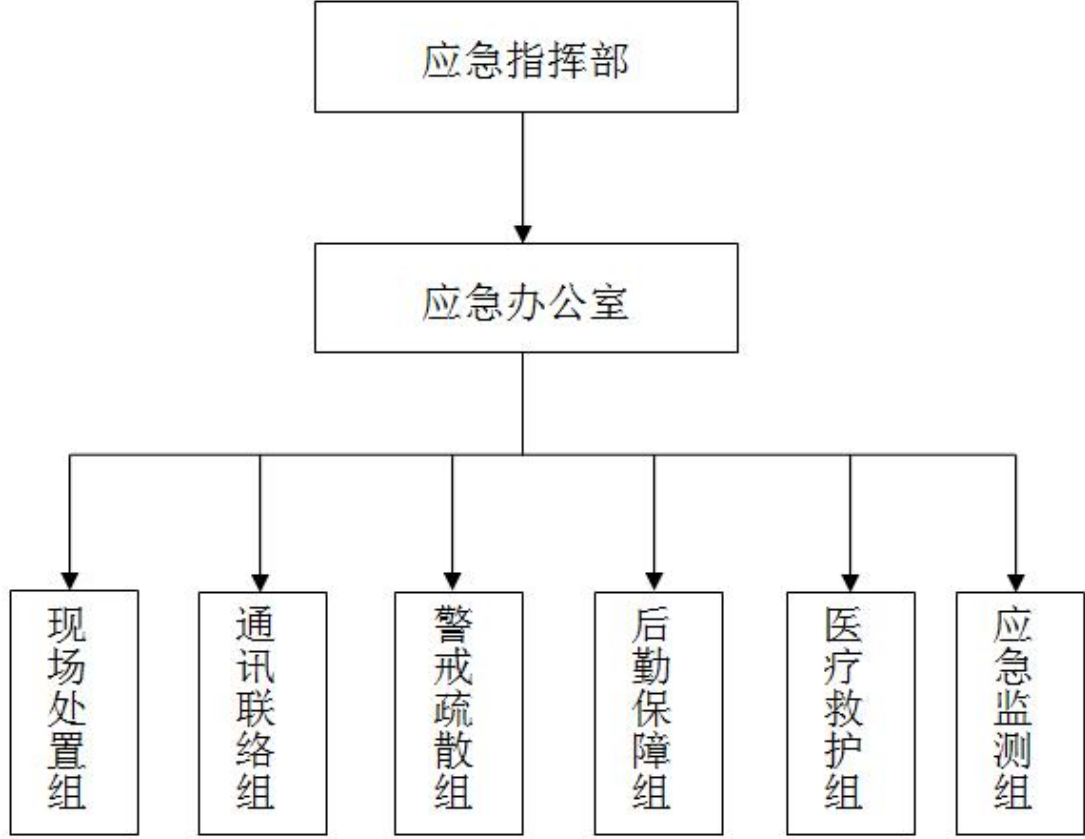 应急指挥部
应急办公室
现场处置组
通讯联络组
警戒疏散组
后勤保障组
医疗救护组
应急监测组